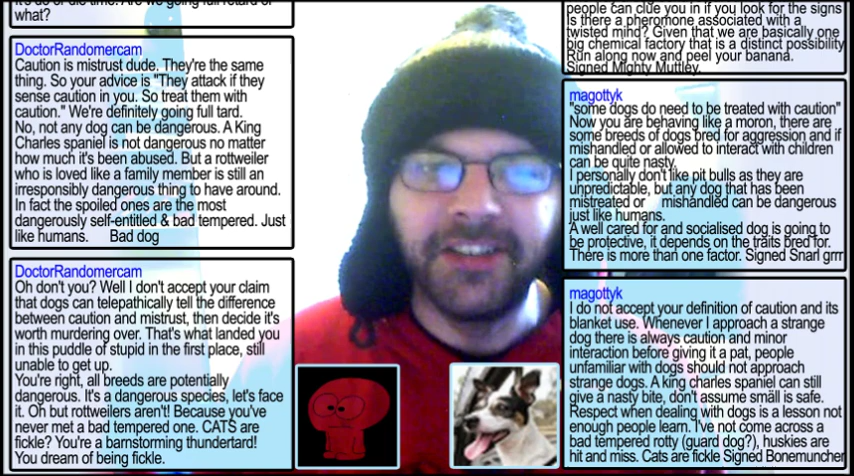 it's do or die time. Are we going full retard or
what?
DoctorRandomercam
Caution is mistrust dude. They're the same
thing. So your advice is "They attack if they
sense caution in you. So treat them with
caution." We're definitely going full tard.
No, not any dog can be dangerous. A King
Charles spaniel is not dangerous no matter
how much it's been abused. But a rottweiler
who is loved like a family member is still an
irresponsibly dangerous thing to have around.
In fact the spoiled ones are the most
dangerously self-entitled & bad tempered. Just
like humans. Bad dog
DoctorRandomercam
Oh don't you? Well I don't accept your claim
that dogs can telepathically tell the difference
between caution and mistrust, then decide it's
worth murdering over. That's what landed you
in this puddle of stupid in the first place, still
unable to get up.
You're right, all breeds are potentially
dangerous. It's a dangerous species, let's face
it. Oh but rottweilers aren't! Because you've
never met a bad tempered one. CATS are
fickle? You're a barnstorming thundertard!
You dream of being fickle.
people can clue you in if you look for the signs
Is there a pheromone associated with a
twisted mind? Given that we are basically one
big chemical factory that is a distinct possibility
Run along now and peel your banana.
Signed Mighty Muttley.
magottyk
"some dogs do need to be treated with caution"
Now you are behaving like a moron, there are
some breeds of dogs bred for aggression and if
mishandled or allowed to interact with children
can be quite nasty.
I personally don't like pit bulls as they are
unpredictable, but any dog that has been
mistreated or mishandled can be dangerous
just like humans.
A well cared for and socialised dog is going to
be protective, it depends on the traits bred for.
There is more than one factor. Signed Snarl grrr
magottyk
I do not accept your definition of caution and its
blanket use. Whenever I approach a strange
dog there is always caution and minor
interaction before giving it a pat, people
unfamiliar with dogs should not approach
strange dogs. A king charles spaniel can still
give a nasty bite, don't assume small is safe.
Respect when dealing with dogs is a lesson not
enough people learn. I've not come across a
bad tempered rotty (guard dog?), huskies are
hit and miss. Cats are fickle Signed Bonemuncher